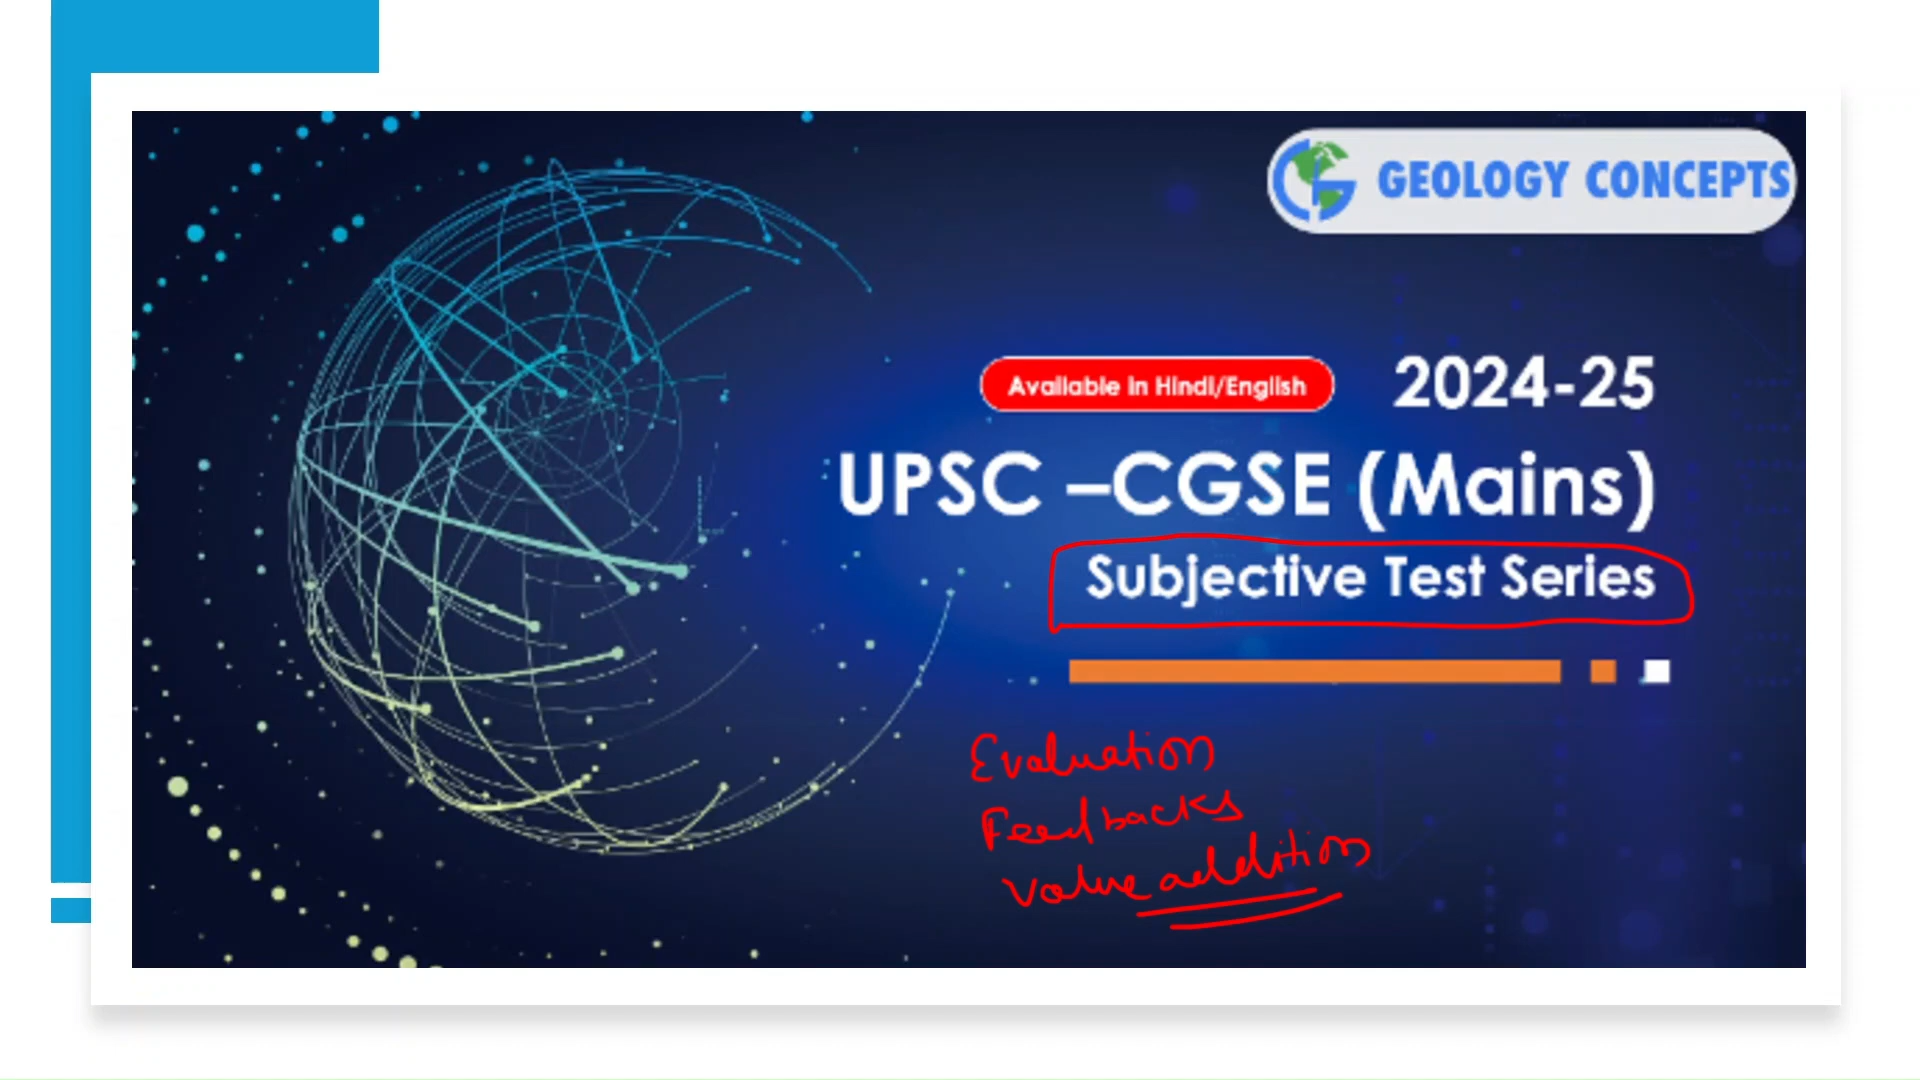 GEOLOGY CONCEPTS
Available in Hindi/English
2024-25
UPSC –CGSE (Mains)
Subjective Test Series
Evaluation
Feedbacks
Value addition